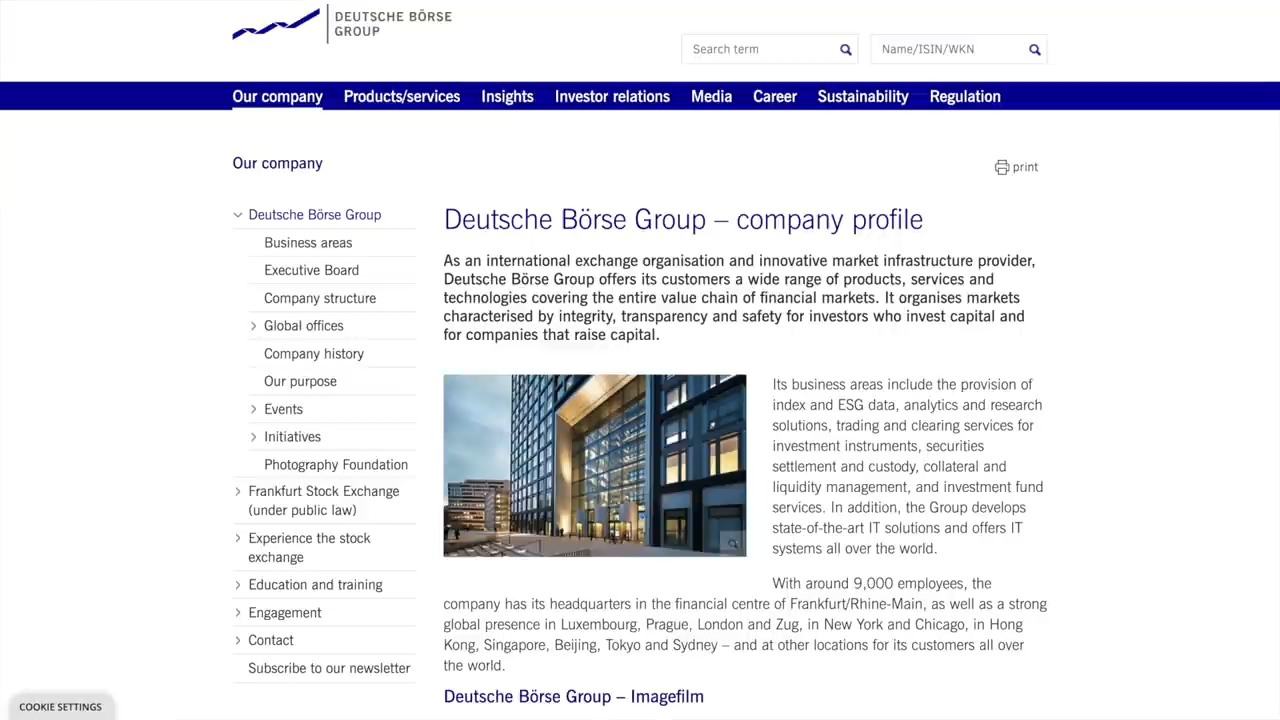 DEUTSCHE BÖRSE
GROUP
Search term
Name/ISIN/WKN
Our company Products/services Insights Investor relations Media Career Sustainability Regulation
Our company
print
Deutsche Börse Group
Business areas
Executive Board
Company structure
Global offices
Company history
Our purpose
Events
Initiatives
Photography Foundation
Frankfurt Stock Exchange
(under public law)
Experience the stock
exchange
Education and training
Engagement
Contact
Subscribe to our newsletter
Deutsche Börse Group – company profile
As an international exchange organisation and innovative market infrastructure provider,
Deutsche Börse Group offers its customers a wide range of products, services and
technologies covering the entire value chain of financial markets. It organises markets
characterised by integrity, transparency and safety for investors who invest capital and
for companies that raise capital.
Its business areas include the provision of
index and ESG data, analytics and research
solutions, trading and clearing services for
investment instruments, securities
settlement and custody, collateral and
liquidity management, and investment fund
services. In addition, the Group develops
state-of-the-art IT solutions and offers IT
systems all over the world.
With around 9,000 employees, the
company has its headquarters in the financial centre of Frankfurt/Rhine-Main, as well as a strong
global presence in Luxembourg, Prague, London and Zug, in New York and Chicago, in Hong
Kong, Singapore, Beijing, Tokyo and Sydney – and at other locations for its customers all over
the world.
Deutsche Börse Group – Imagefilm
COOKIE SETTINGS